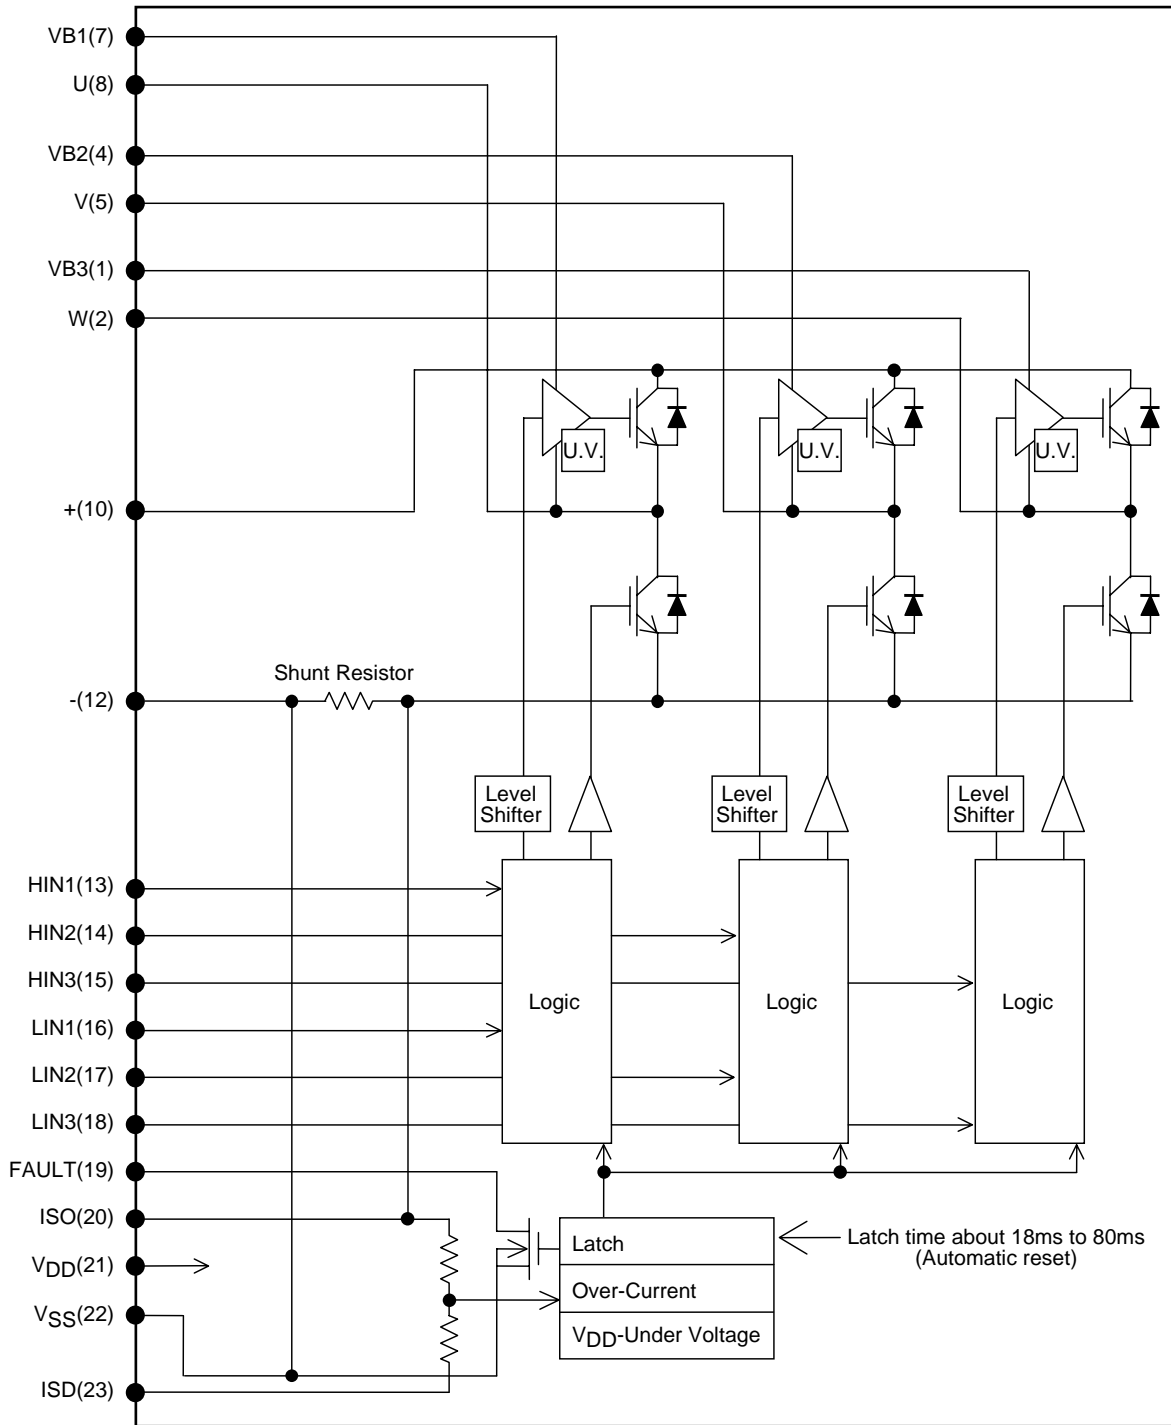 VB1(7)
U(8)
VB2(4)
V(5)
VB3(1)
W(2)
U.V.
U.V.
U.V.
+(10)
Shunt Resistor
-(12)
Level
Shifter
Level
Shifter
Level
Shifter
HIN1(13)
HIN2(14)
HIN3(15)
Logic
Logic
Logic
LIN1(16)
LIN2(17)
LIN3(18)
FAULT(19)
ISO(20)
Latch
Latch time about 18ms to 80ms
(Automatic reset)
VDD(21)
Over-Current
VSS(22)
VDD-Under Voltage
ISD(23)